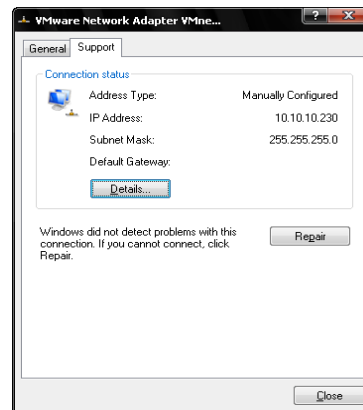 VMware Network Adapter VMne...
General
Support
Connection status
Address Type: Manually Configured
IP Address: 10.10.10.230
Subnet Mask: 255.255.255.0
Default Gateway:
Details...
Windows did not detect problems with this
connection. If you cannot connect, click
Repair.
Repair
Close